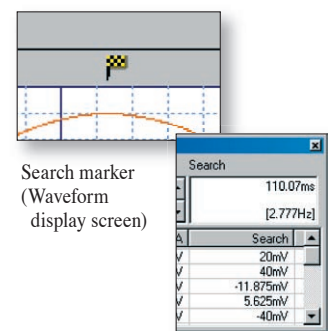 Search marker
(Waveform
display screen)
Search
110.07ms
[2.777Hz]
A Search
V 20mV
V 40mV
V -11.875mV
V 5.625mV
V -40mV